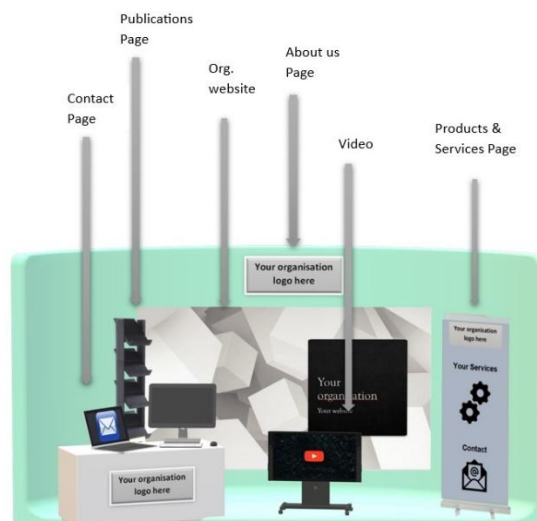 Publications
Page
About us
Page
Org.
website
Contact
Page
Video
Products &
Services Page
Your organisation
logo here
Your organisation
logo here
Your Services
Contact
Your
organisation
Your website
Your organisation
logo here